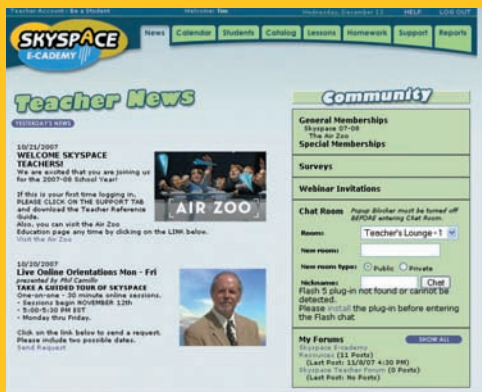 Teacher Account : Be a Student
Welcome: Tim
Wednesday, December 12
HELP
LOG OUT
SKYSPACE
E-CADEMY
News
Calendar
Students
Catalog
Lessons
Homework
Support
Reports
Teacher News
YESTERDAY'S NEWS
10/21/2007
WELCOME SKYSPACE
TEACHERS!
We are excited that you are joining us
for the 2007-08 School Year!
If this is your first time logging in,
PLEASE CLICK ON THE SUPPORT TAB
and download the Teacher Reference
Guide.
Also, you can visit the Air Zoo
Education page any time by clicking on the LINK below.
Visit the Air Zoo
AIR ZOO
10/20/2007
Live Online Orientations Mon - Fri
presented by Phil Camillo
TAKE A GUIDED TOUR OF SKYSPACE
One-on-one - 30 minute online sessions.
- Sessions begin NOVEMBER 12th
- 5:00-5:30 PM EST
- Monday thru Friday.
Click on the link below to send a request.
Please include two possible dates.
Send Request
Community
General Memberships
Skyspace 07-08
The Air Zoo
Special Memberships
Surveys
Webinar Invitations
Chat Room
Popup Blocker must be turned off
BEFORE entering Chat Room.
Room: Teacher's Lounge - 1
New room:
New room type: Public Private
Nickname: Chat
Flash 5 plug-in not found or cannot be
detected.
Please install the plug-in before entering
the Flash chat
My Forums
SHOW ALL
Skyspace E-cademy
Resources (11 Posts)
(Last Post: 11/8/07 4:30 PM)
Skyspace Teacher Forum (0 Posts)
(Last Post: No Posts)